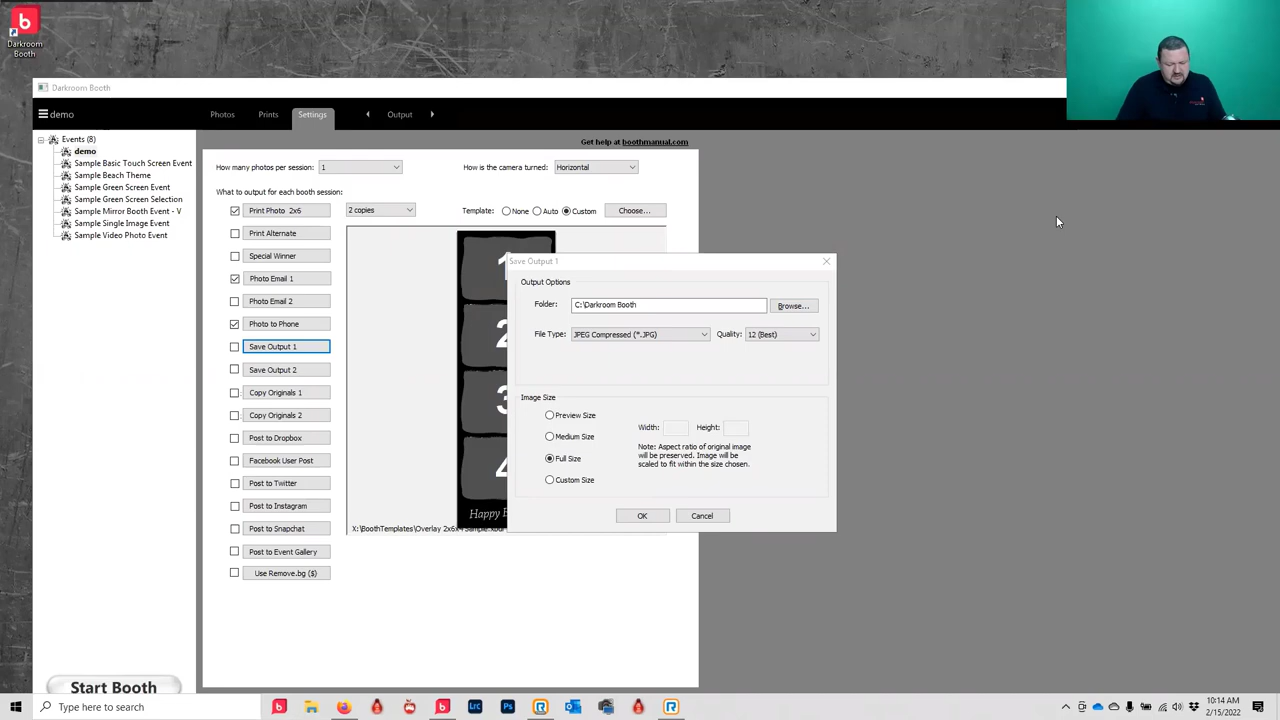 Darkroom
Booth
Darkroom Booth
demo
Photos
Prints
Settings
Output
Events (8)
demo
Sample Basic Touch Screen Event
Sample Beach Theme
Sample Green Screen Event
Sample Green Screen Selection
Sample Mirror Booth Event - V
Sample Single Image Event
Sample Video Photo Event
Get help at boothmanual.com
How many photos per session: 1
How is the camera turned: Horizontal
What to output for each booth session:
Print Photo 2x6
2 copies
Template: None Auto Custom Choose...
Print Alternate
Special Winner
Photo Email 1
Photo Email 2
Photo to Phone
Save Output 1
Save Output 2
Copy Originals 1
Copy Originals 2
Post to Dropbox
Facebook User Post
Post to Twitter
Post to Instagram
Post to Snapchat
Post to Event Gallery
Use Remove.bg ($)
2
3
4
Happy
Save Output 1
Output Options
Folder: C:\Darkroom Booth Browse...
File Type: JPEG Compressed (*.JPG) Quality: 12 (Best)
Image Size
Preview Size
Medium Size
Full Size
Custom Size
Width: Height:
Note: Aspect ratio of original image
will be preserved. Image will be
scaled to fit within the size chosen.
OK Cancel
Start Booth
Type here to search
Lrc
Ps
10:14 AM
2/15/2022